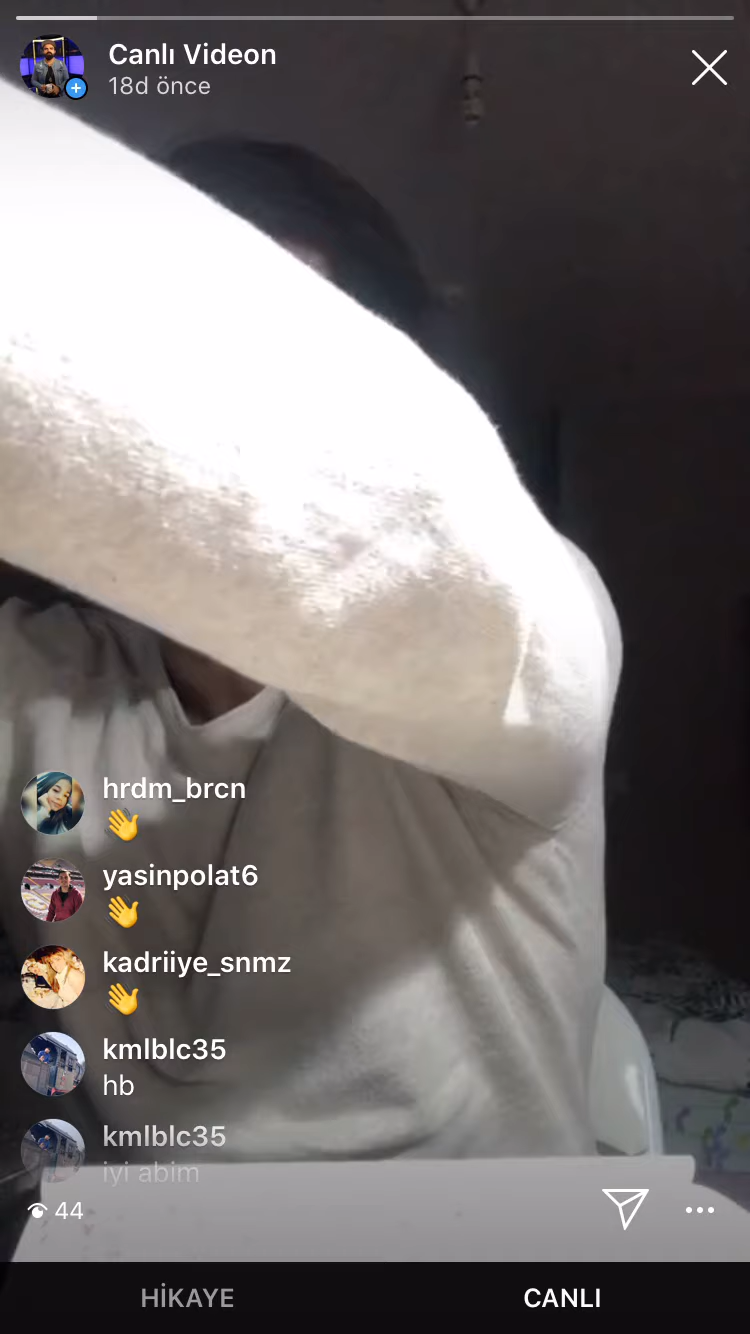 Canlı Videon
18d önce
hrdm_brcn
👋
yasinpolat6
👋
kadriiye_snmz
👋
kmlblc35
hb
kmlblc35
iyi abim
44
HİKAYE
CANLI